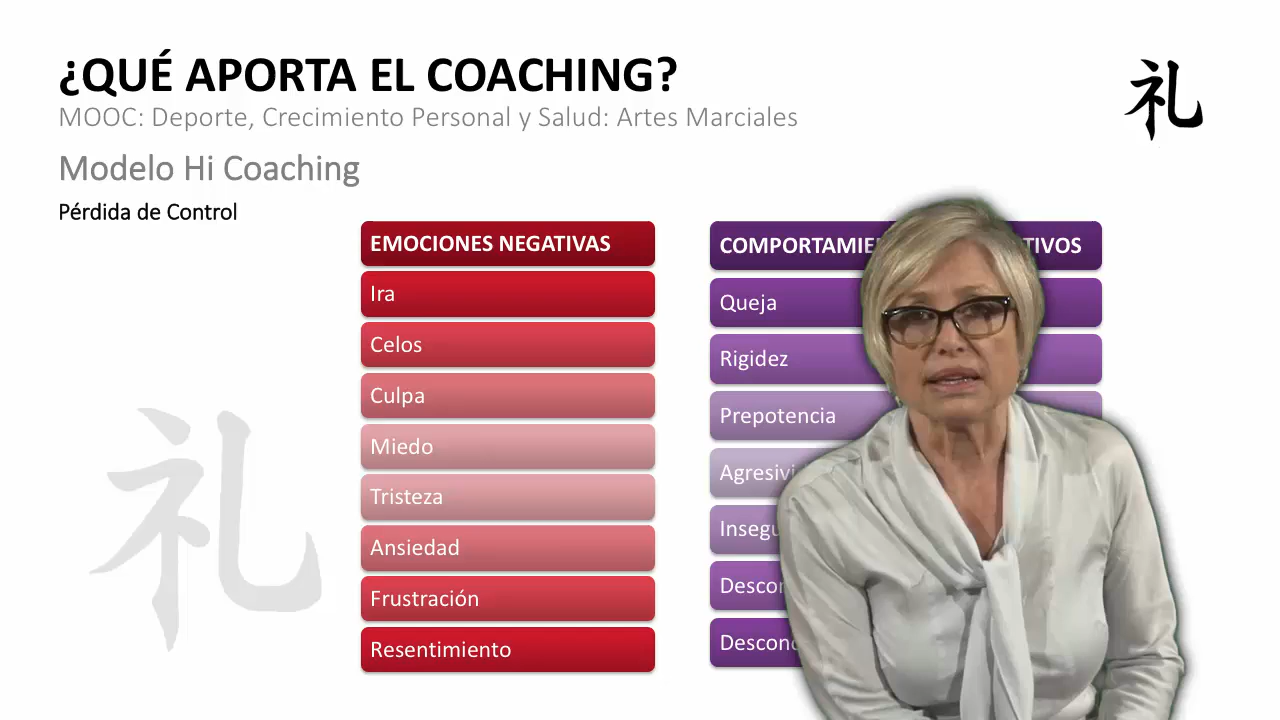 ¿QUÉ APORTA EL COACHING?
MOOC: Deporte, Crecimiento Personal y Salud: Artes Marciales
礼
Modelo Hi Coaching
Pérdida de Control
EMOCIONES NEGATIVAS
Ira
Celos
Culpa
Miedo
Tristeza
Ansiedad
Frustración
Resentimiento
Queja
Rigidez
Prepotencia
礼